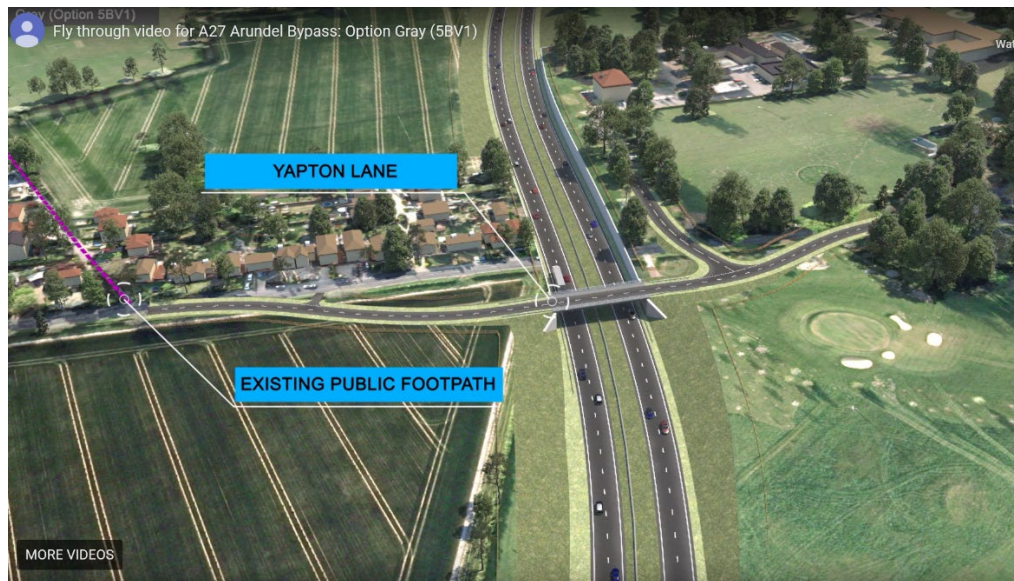 Gray (Option 5BV1)
Fly through video for A27 Arundel Bypass: Option Gray (5BV1)
Wat
YAPTON LANE
EXISTING PUBLIC FOOTPATH
MORE VIDEOS